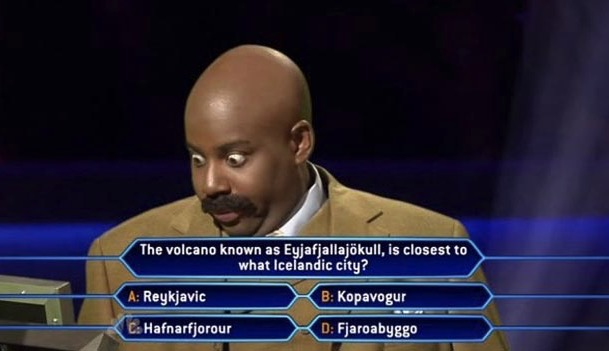 The volcano known as Eyjafjallajökull, is closest to
what Icelandic city?
A: Reykjavic
B: Kopavogur
C: Hafnarfjorour
D: Fjaroabyggo